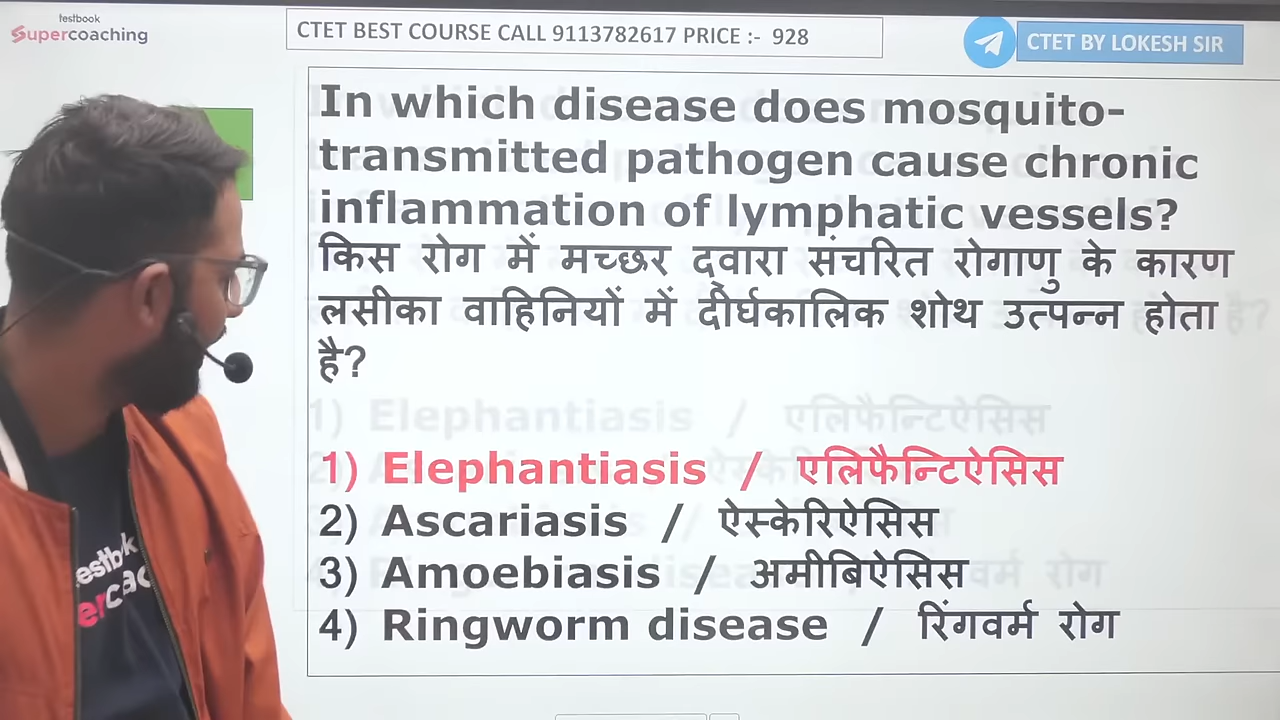 testbook
Supercoaching
CTET BEST COURSE CALL 9113782617 PRICE :- 928
CTET BY LOKESH SIR
In which disease does mosquito-
transmitted pathogen cause chronic
inflammation of lymphatic vessels?
किस रोग में मच्छर द्वारा संचरित रोगाणु के कारण
लसीका वाहिनियों में दीर्घकालिक शोथ उत्पन्न होता
है?
1) Elephantiasis / एलिफैन्टिऐसिस
2) Ascariasis / ऐस्केरिऐसिस
3) Amoebiasis / अमीबिऐसिस
4) Ringworm disease / रिंगवर्म रोग